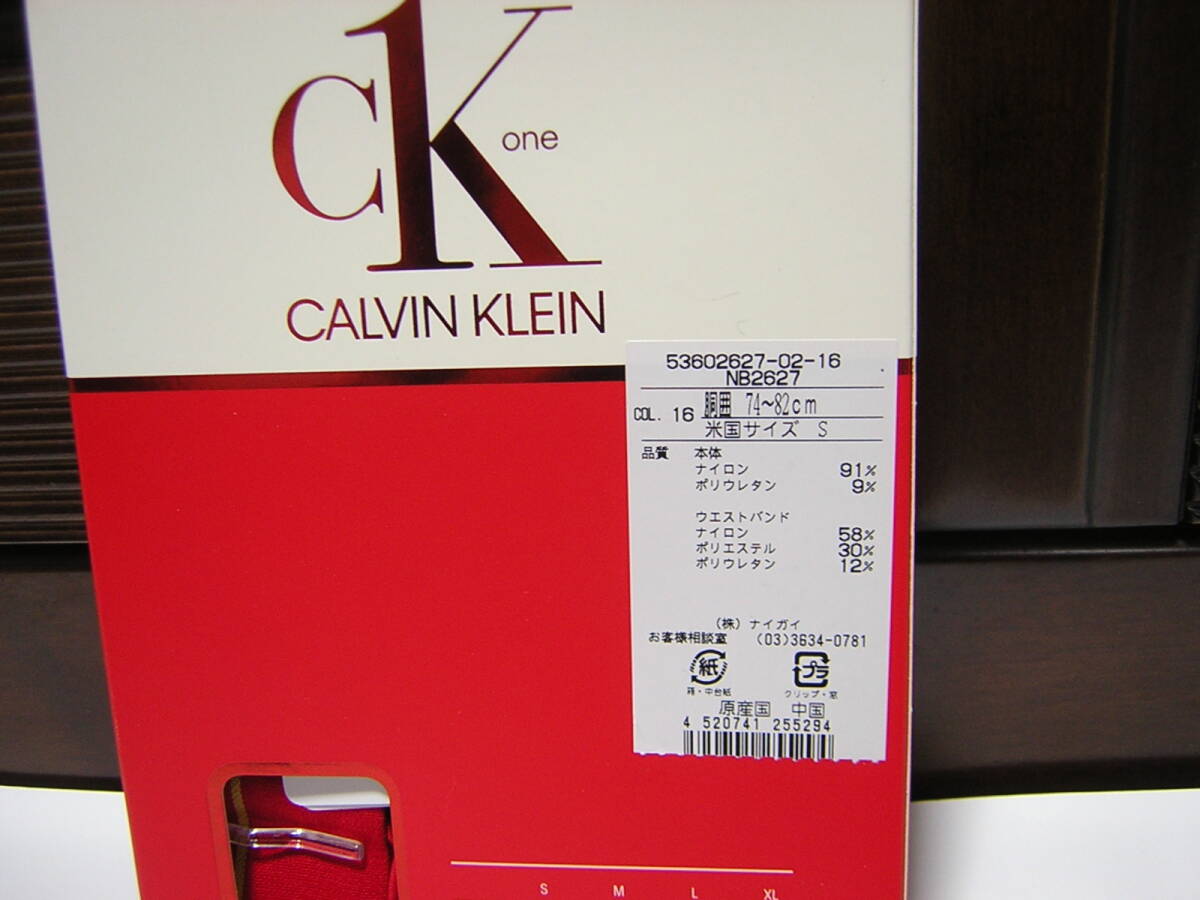 cK
one
CALVIN KLEIN
53602627-02-16
NB2627
COL. 16 胴囲 74~82cm
米国サイズ S
品質 本体
ナイロン 91%
ポリウレタン 9%
ウエストバンド
ナイロン 58%
ポリエステル 30%
ポリウレタン 12%
(株) ナイガイ
お客様相談室 (03)3634-0781
紙 プラ
箱・中台紙 クリップ・窓
原産国 中国
4 520741 255294
S M L XL